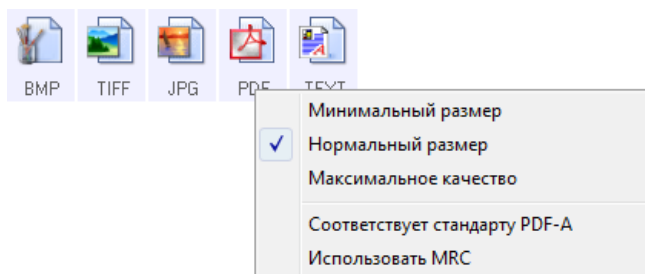 BMP TIFF JPG PDF TEXT
Минимальный размер
Нормальный размер
Максимальное качество
Соответствует стандарту PDF-A
Использовать MRC